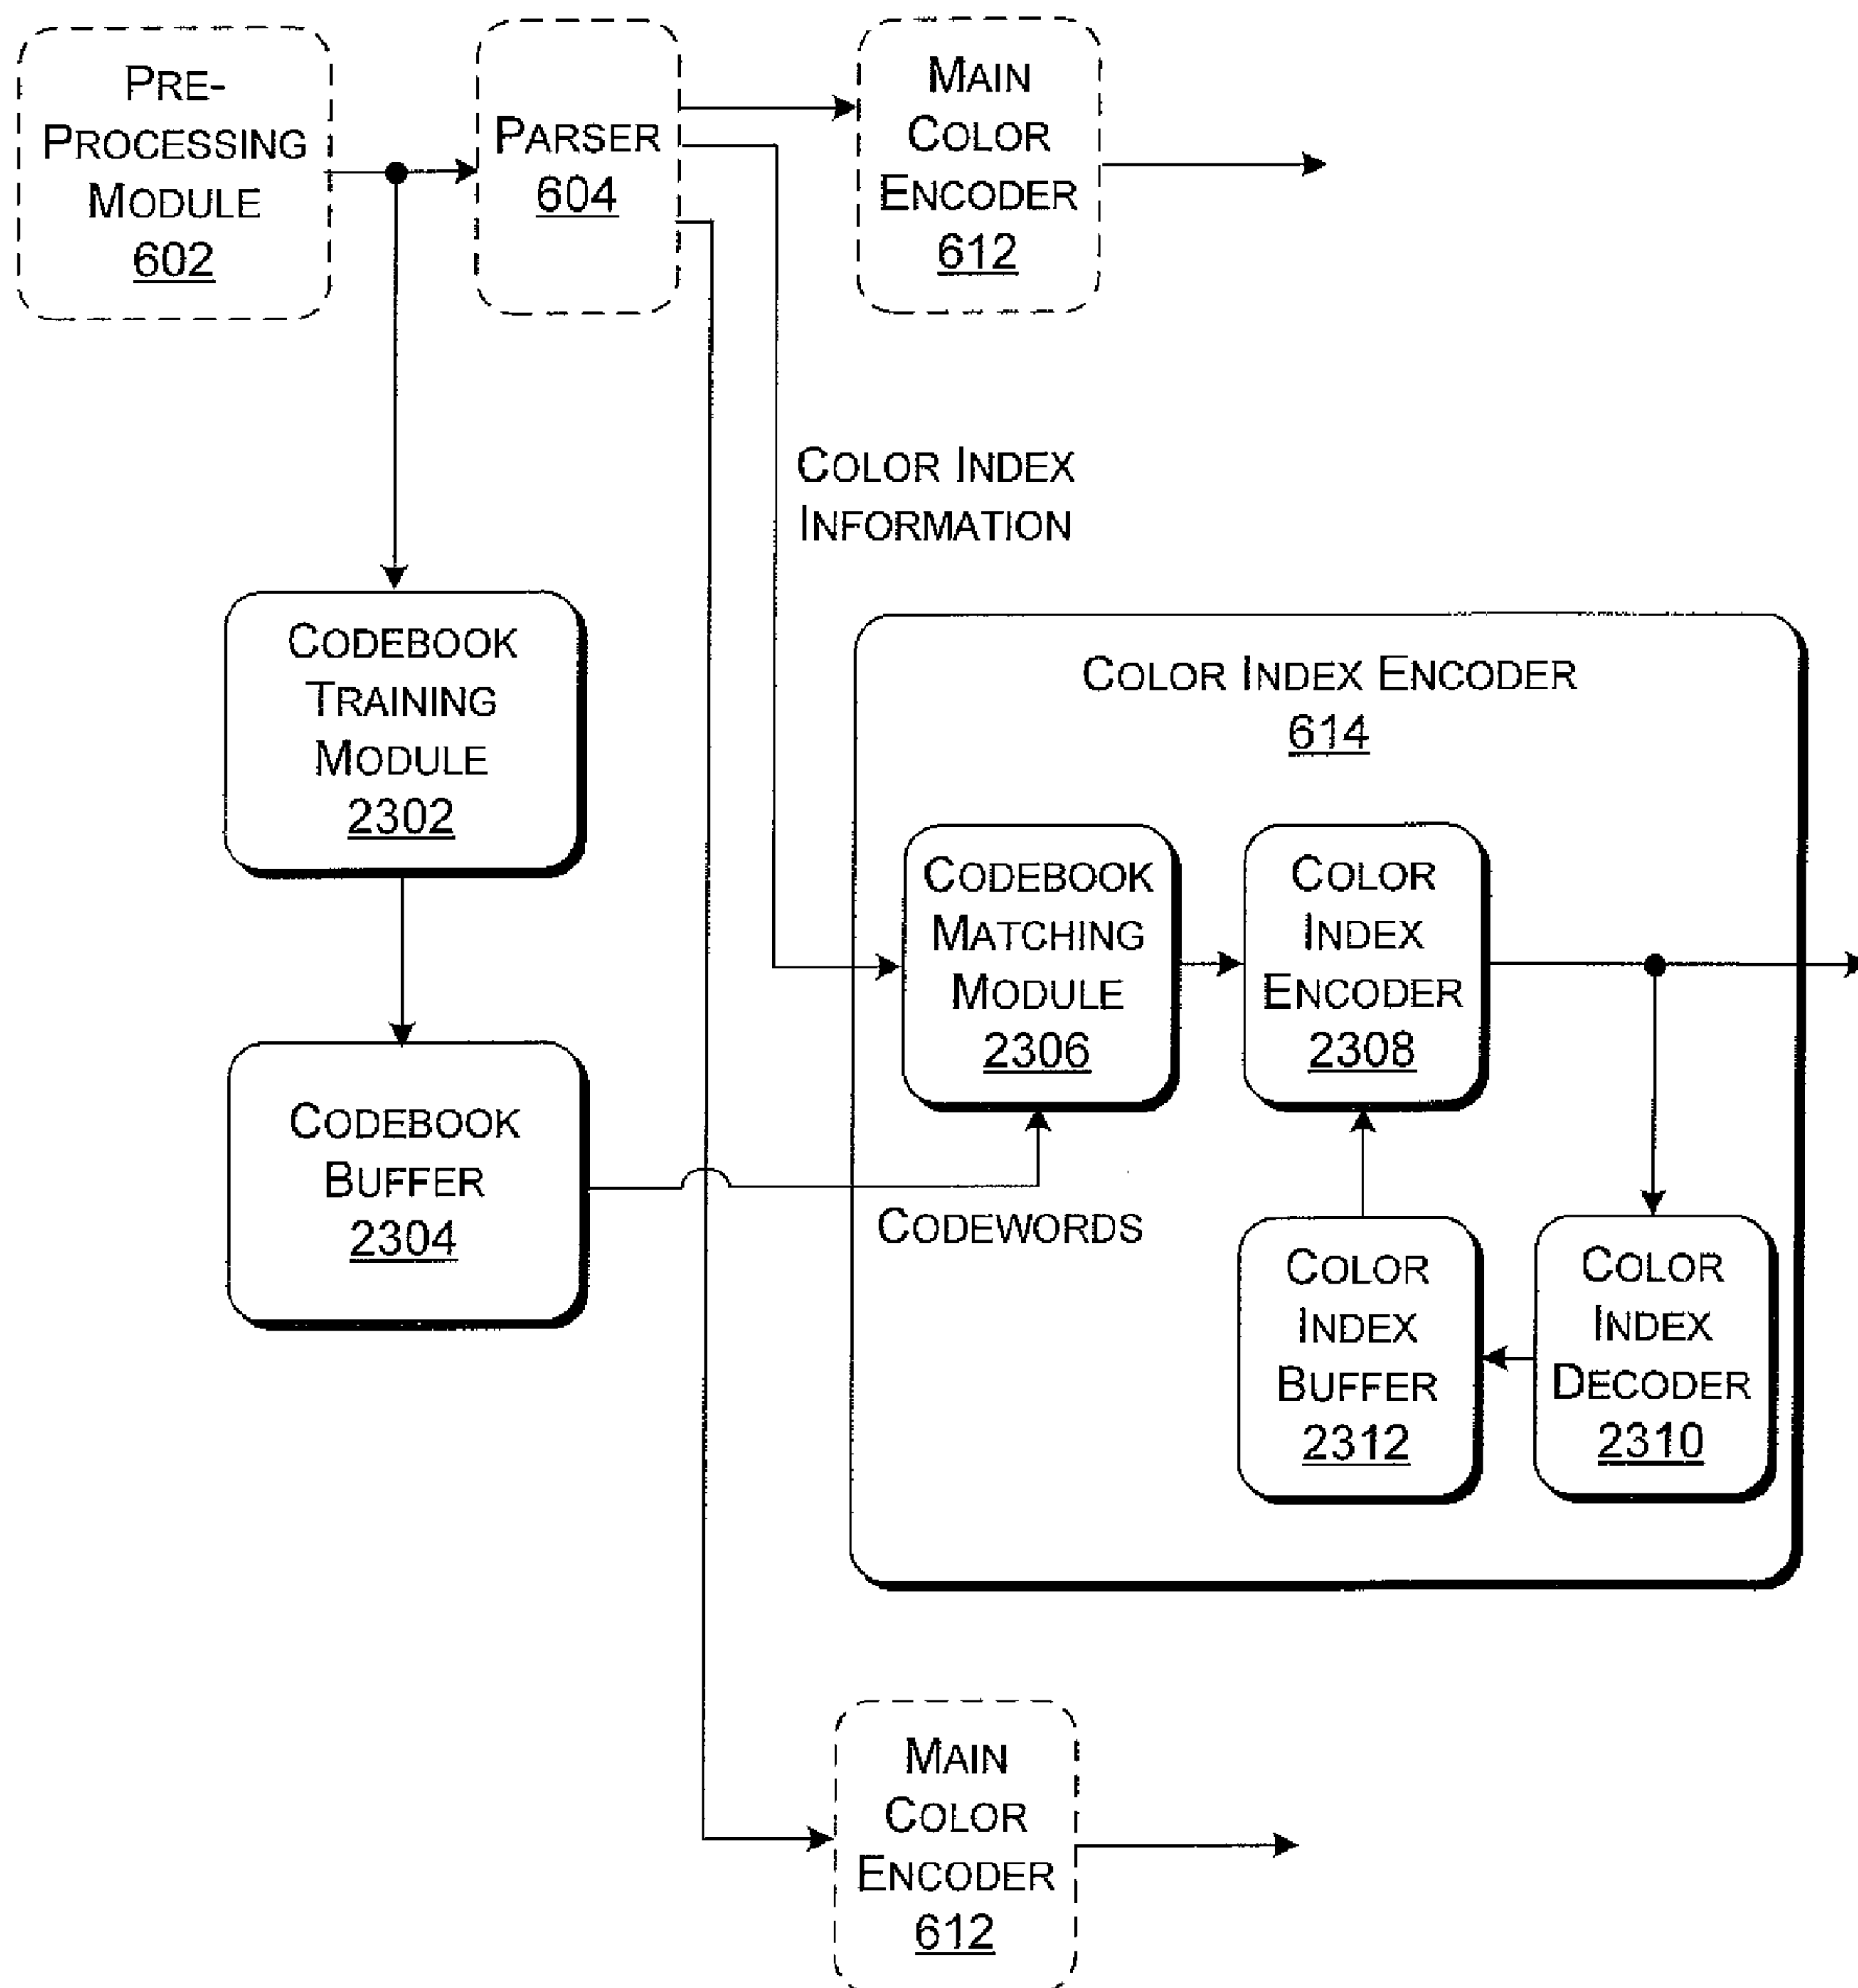 PRE-
PROCESSING
MODULE
602
PARSER
604
MAIN
COLOR
ENCODER
612
COLOR INDEX
INFORMATION
CODEBOOK
TRAINING
MODULE
2302
COLOR INDEX ENCODER
614
CODEBOOK
MATCHING
MODULE
2306
COLOR
INDEX
ENCODER
2308
CODEBOOK
BUFFER
2304
CODEWORDS
COLOR
INDEX
BUFFER
2312
COLOR
INDEX
DECODER
2310
MAIN
COLOR
ENCODER
612